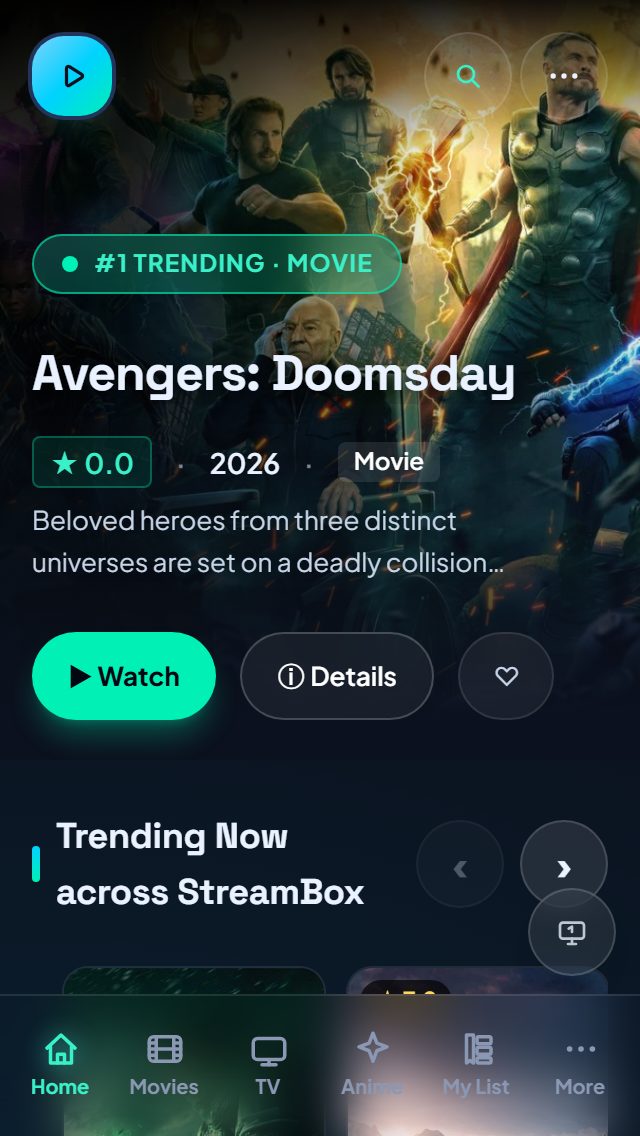 #1 TRENDING · MOVIE
Avengers: Doomsday
★ 0.0 · 2026 · Movie
Beloved heroes from three distinct
universes are set on a deadly collision...
▶ Watch
ⓘ Details
Trending Now
across StreamBox
Home
Movies
TV
Anime
My List
More